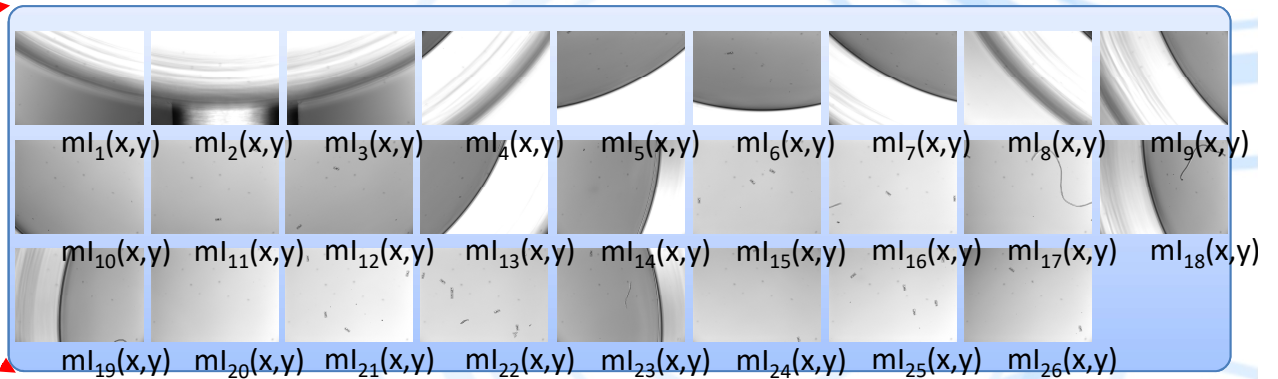 mI₁(x,y) mI₂(x,y) mI₃(x,y) mI₄(x,y) mI₅(x,y) mI₆(x,y) mI₇(x,y) mI₈(x,y) mI₉(x,y)
mI₁₀(x,y) mI₁₁(x,y) mI₁₂(x,y) mI₁₃(x,y) mI₁₄(x,y) mI₁₅(x,y) mI₁₆(x,y) mI₁₇(x,y) mI₁₈(x,y)
mI₁₉(x,y) mI₂₀(x,y) mI₂₁(x,y) mI₂₂(x,y) mI₂₃(x,y) mI₂₄(x,y) mI₂₅(x,y) mI₂₆(x,y)